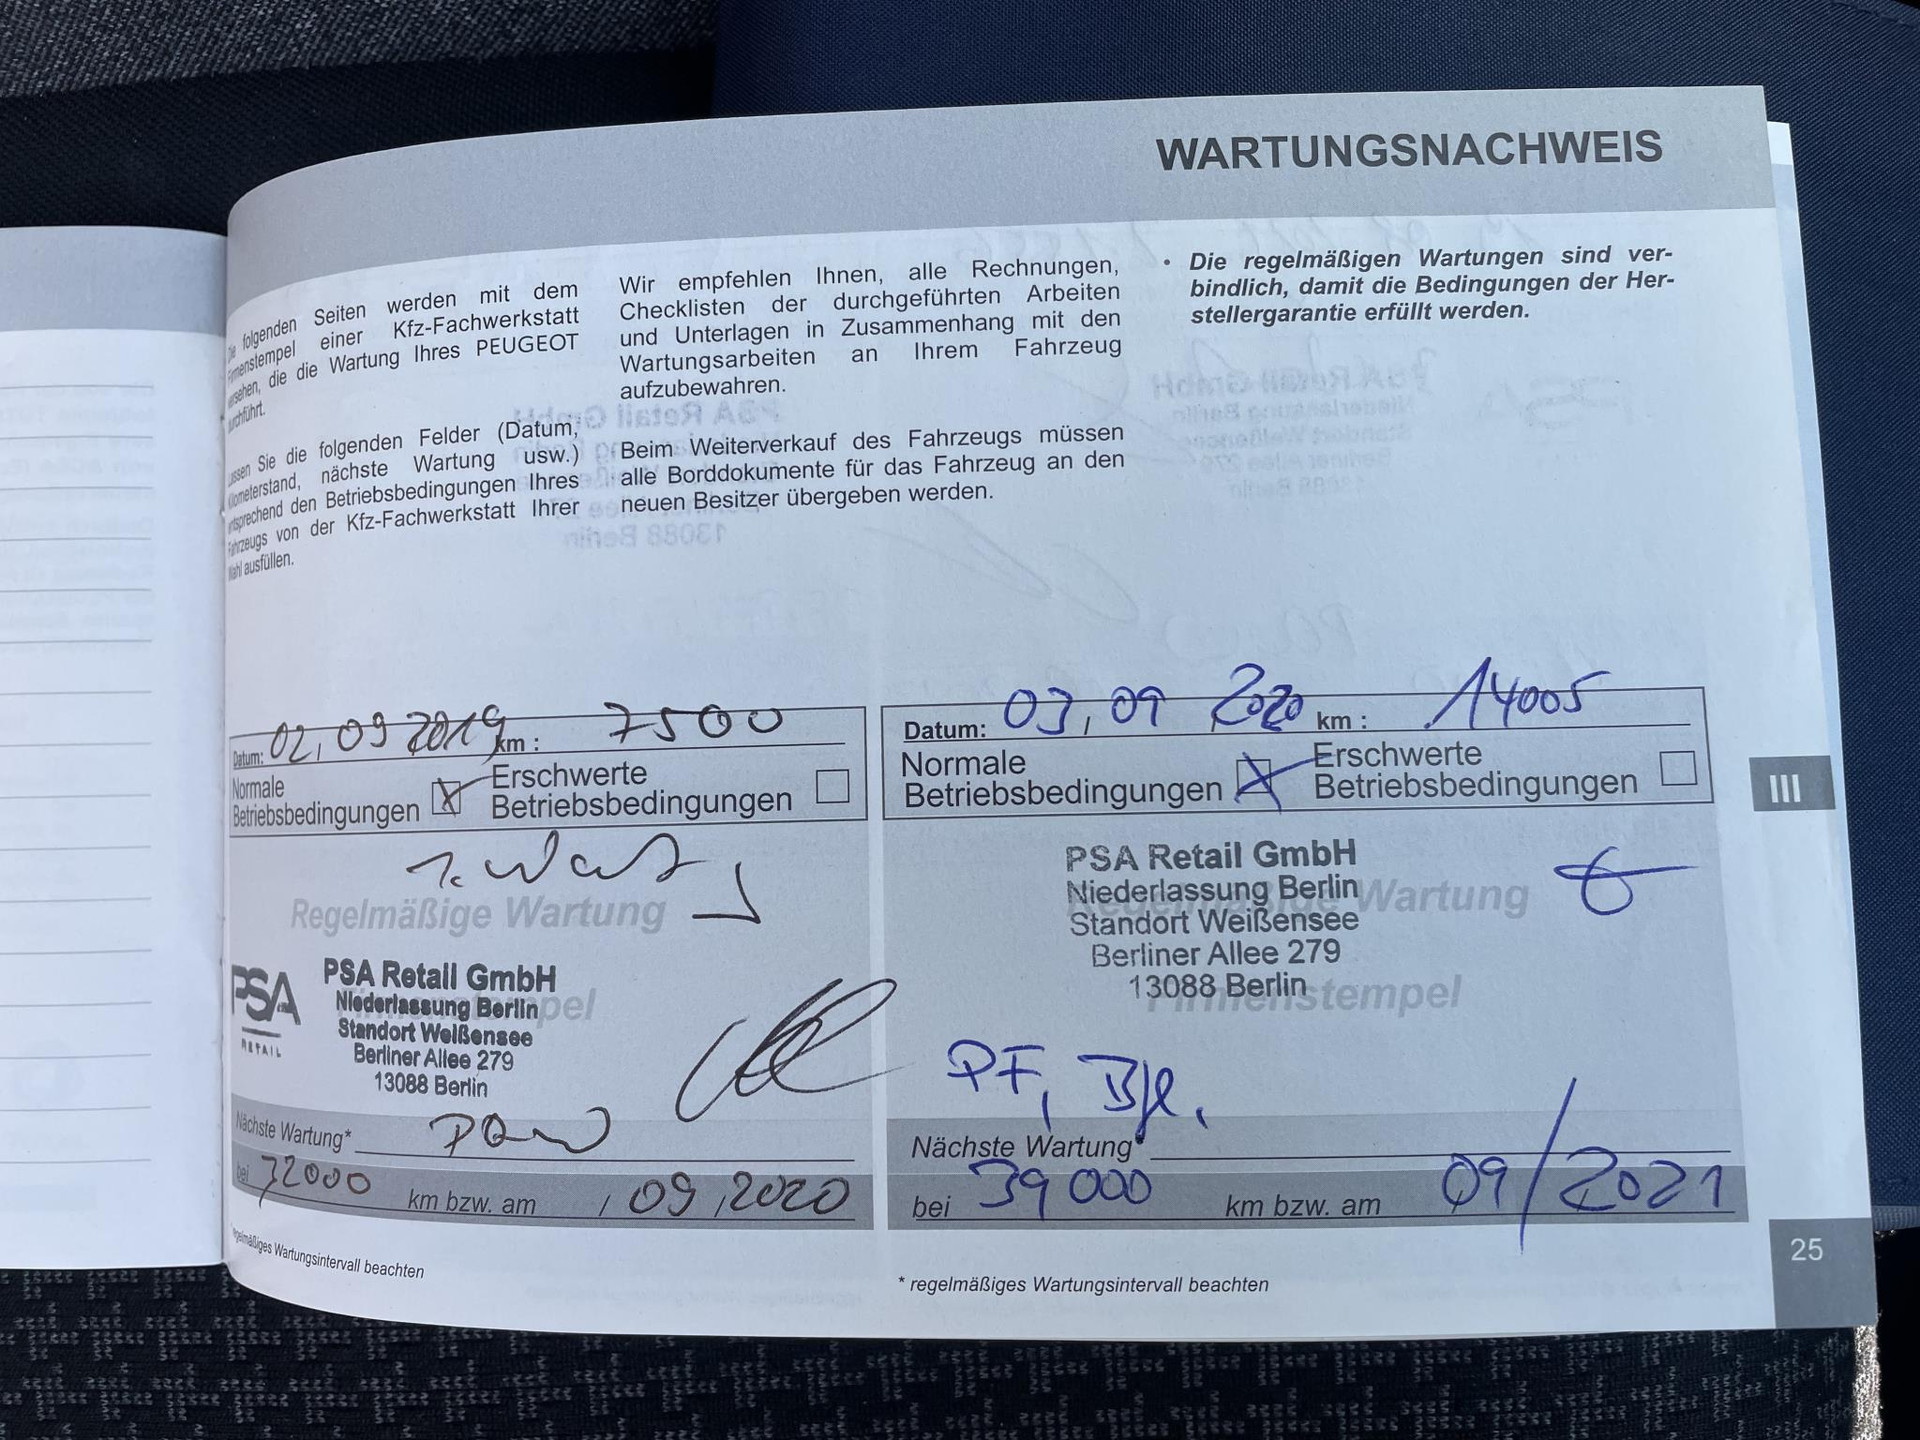 WARTUNGSNACHWEIS
folgenden Seiten werden mit dem
Firmenstempel einer Kfz-Fachwerkstatt
versehen, die die Wartung Ihres PEUGEOT
durchführt.
Lassen Sie die folgenden Felder (Datum,
Kilometerstand, nächste Wartung usw.)
entsprechend den Betriebsbedingungen Ihres
Fahrzeugs von der Kfz-Fachwerkstatt Ihrer
Wahl ausfüllen.
Wir empfehlen Ihnen, alle Rechnungen,
Checklisten der durchgeführten Arbeiten
und Unterlagen in Zusammenhang mit den
Wartungsarbeiten an Ihrem Fahrzeug
aufzubewahren.
Beim Weiterverkauf des Fahrzeugs müssen
alle Borddokumente für das Fahrzeug an den
neuen Besitzer übergeben werden.
• Die regelmäßigen Wartungen sind ver-
bindlich, damit die Bedingungen der Her-
stellergarantie erfüllt werden.
Datum: 02,09 2019 km : 7500
Normale
Betriebsbedingungen
Erschwerte
Betriebsbedingungen
1. Wart
Regelmäßige Wartung
PSA
RETAIL
PSA Retail GmbH
Niederlassung Berlin
Standort Weißensee
Berliner Allee 279
13088 Berlin
Firmenstempel
Nächste Wartung*
bei 32000 km bzw. am 09,2020
* regelmäßiges Wartungsintervall beachten
Datum: 03,09 2020 km : 14005
Normale
Betriebsbedingungen
Erschwerte
Betriebsbedingungen
Regelmäßige Wartung
PSA Retail GmbH
Niederlassung Berlin
Standort Weißensee
Berliner Allee 279
13088 Berlin
Firmenstempel
PF,
Nächste Wartung*
bei 39000 km bzw. am 09/2021
* regelmäßiges Wartungsintervall beachten
III
25